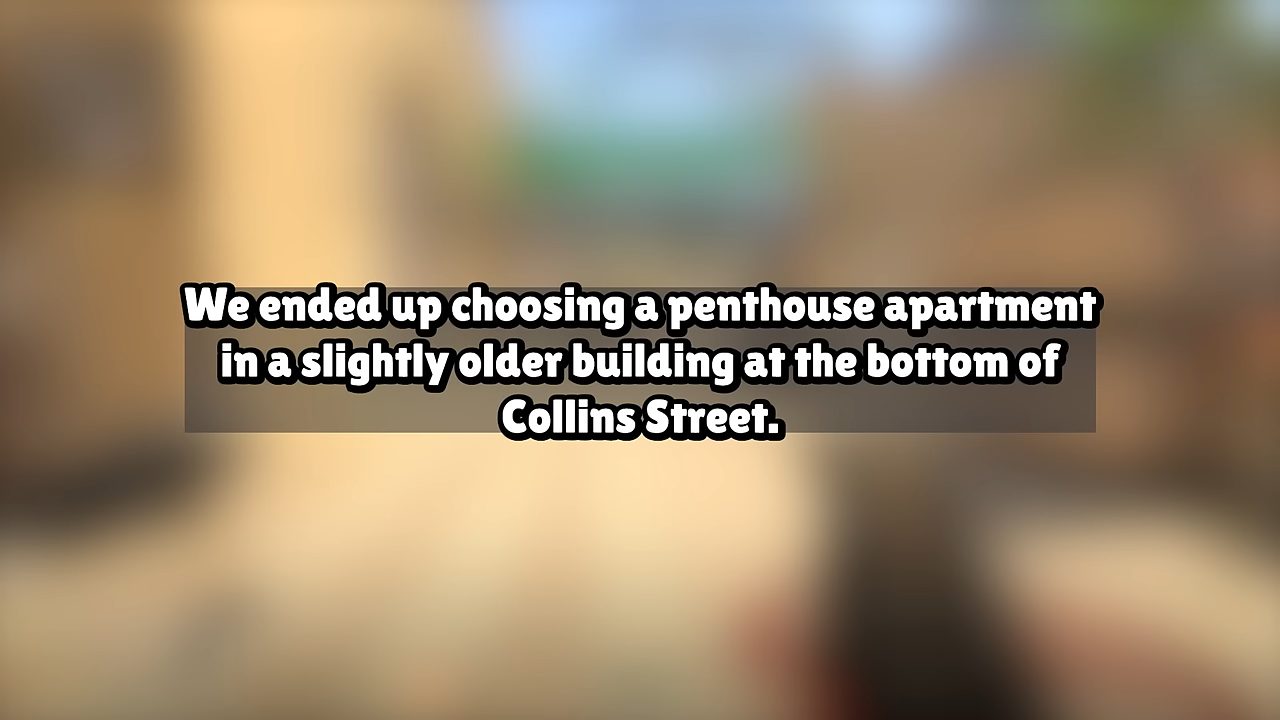 We ended up choosing a penthouse apartment
in a slightly older building at the bottom of
Collins Street.